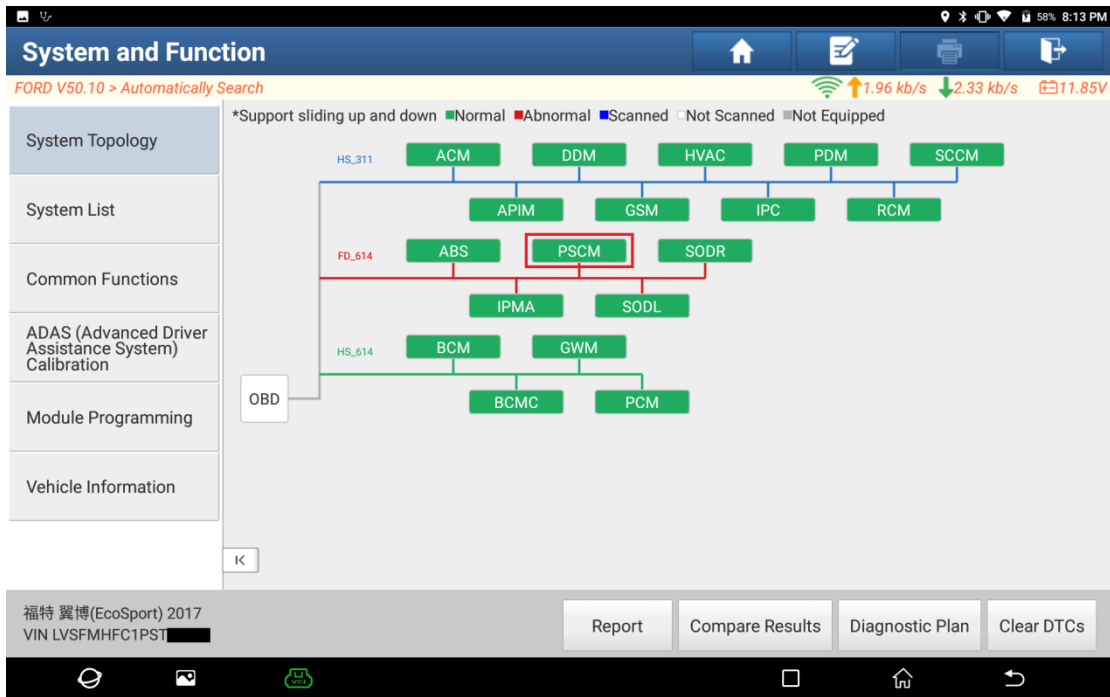 58% 8:13 PM
System and Function
FORD V50.10 > Automatically Search
1.96 kb/s 2.33 kb/s 11.85V
*Support sliding up and down Normal Abnormal Scanned Not Scanned Not Equipped
System Topology
System List
Common Functions
ADAS (Advanced Driver
Assistance System)
Calibration
Module Programming
Vehicle Information
HS_311
ACM DDM HVAC PDM SCCM
APIM GSM IPC RCM
FD_614
ABS PSCM SODR
IPMA SODL
HS_614
BCM GWM
OBD
BCMC PCM
K
福特 翼博(EcoSport) 2017
VIN LVSFMHFC1PST
Report Compare Results Diagnostic Plan Clear DTCs
VCI